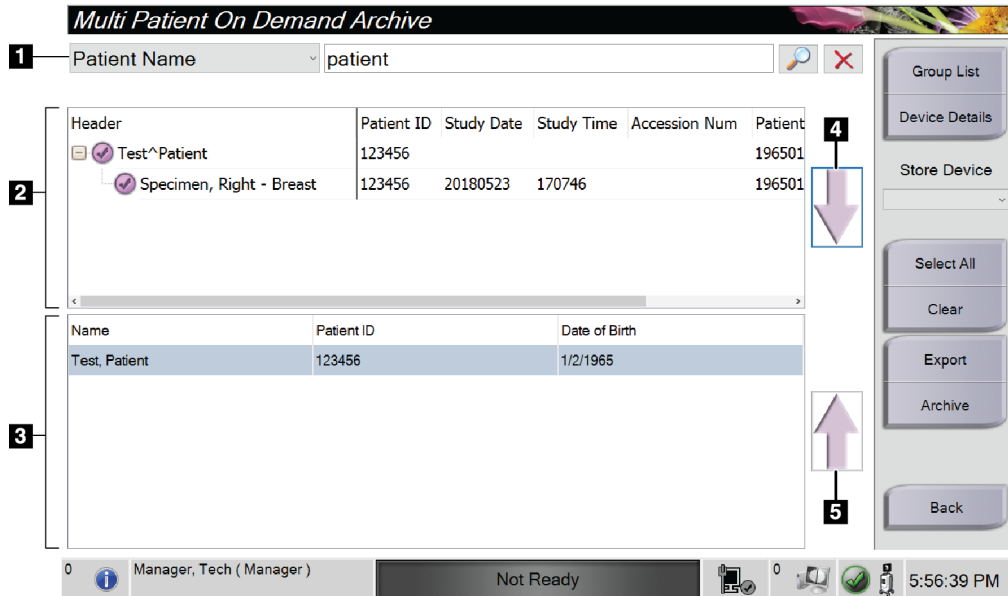 Multi Patient On Demand Archive
1 Patient Name patient
Group List
Device Details
Store Device
Select All
Clear
Export
Archive
Back
2
Header Patient ID Study Date Study Time Accession Num Patient
Test^Patient 123456 196501
Specimen, Right - Breast 123456 20180523 170746 196501
4
3
Name Patient ID Date of Birth
Test, Patient 123456 1/2/1965
5
0 Manager, Tech ( Manager ) Not Ready 0 5:56:39 PM